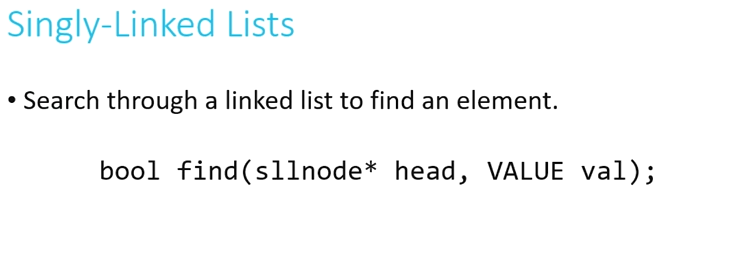 Singly-Linked Lists
• Search through a linked list to find an element.
bool find(sllnode* head, VALUE val);